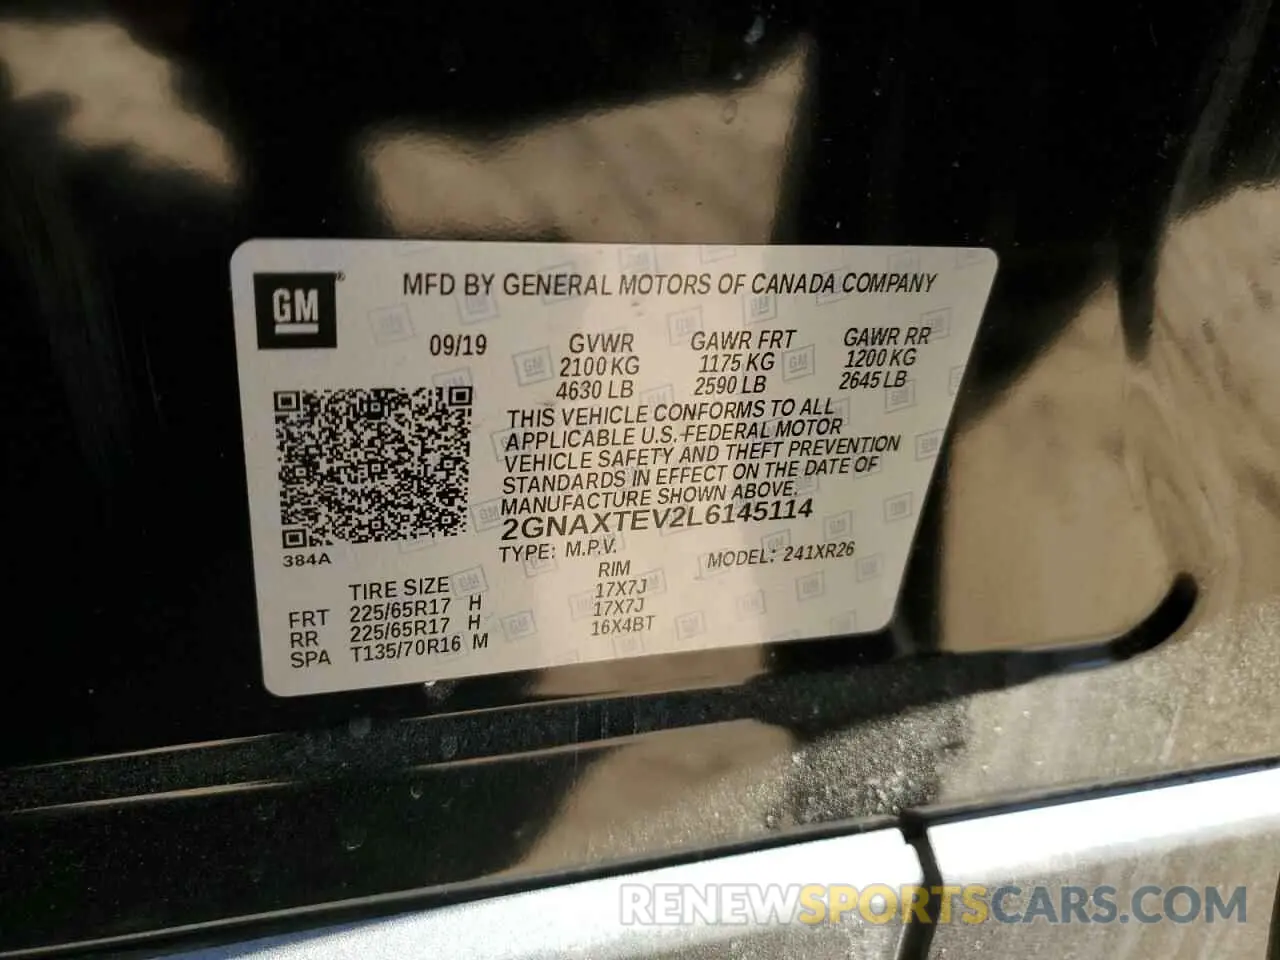 GM ®
MFD BY GENERAL MOTORS OF CANADA COMPANY
09/19 GVWR GAWR FRT GAWR RR
2100 KG 1175 KG 1200 KG
4630 LB 2590 LB 2645 LB
THIS VEHICLE CONFORMS TO ALL
APPLICABLE U.S. FEDERAL MOTOR
VEHICLE SAFETY AND THEFT PREVENTION
STANDARDS IN EFFECT ON THE DATE OF
MANUFACTURE SHOWN ABOVE.
2GNAXTEV2L6145114
384A
TYPE: M.P.V. MODEL: 241XR26
TIRE SIZE RIM
FRT 225/65R17 H 17X7J
RR 225/65R17 H 17X7J
SPA T135/70R16 M 16X4BT
RENEWSPORTSCARS.COM